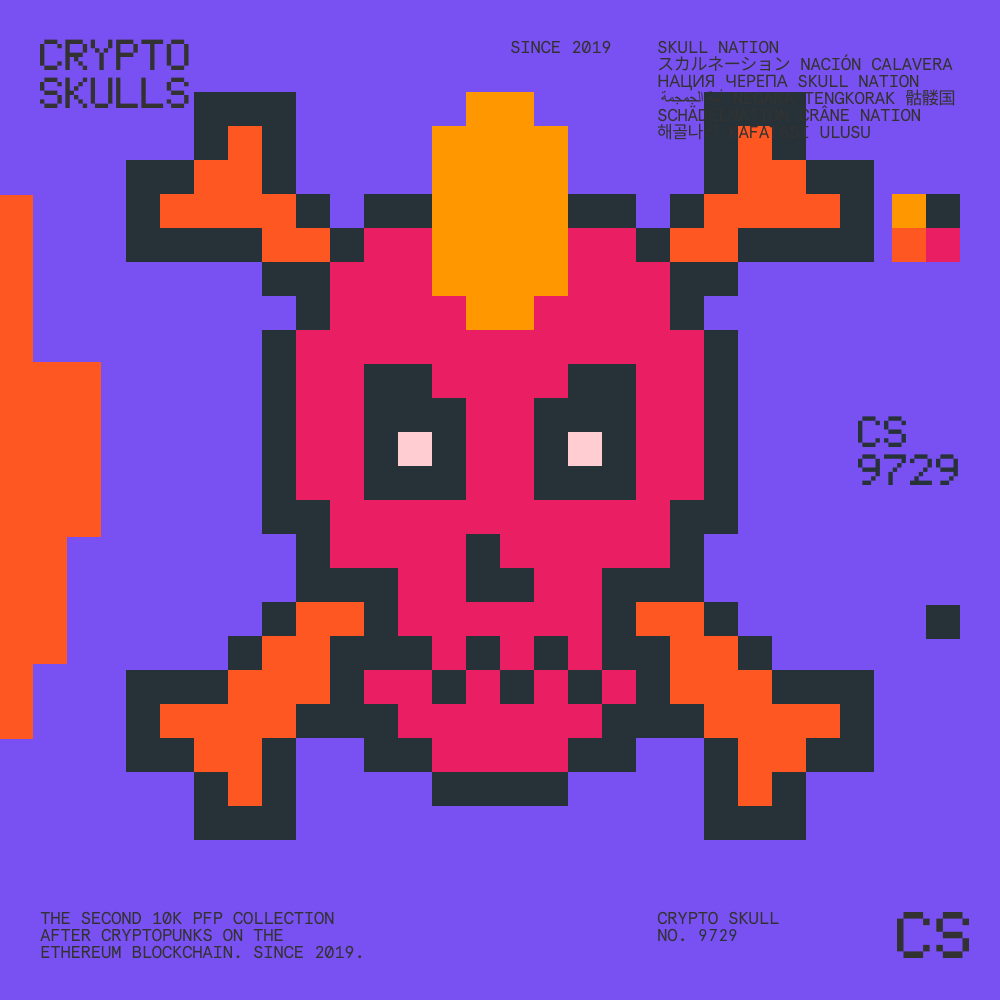 CRYPTO
SKULLS
SINCE 2019
SKULL NATION
スカルネーション NACIÓN CALAVERA
НАЦИЯ ЧЕРЕПА SKULL NATION
TENGKORAK 骷髅国
CRÂNE NATION
해골 ULUSU
CS
9729
THE SECOND 10K PFP COLLECTION
AFTER CRYPTOPUNKS ON THE
ETHEREUM BLOCKCHAIN. SINCE 2019.
CRYPTO SKULL
NO. 9729
CS